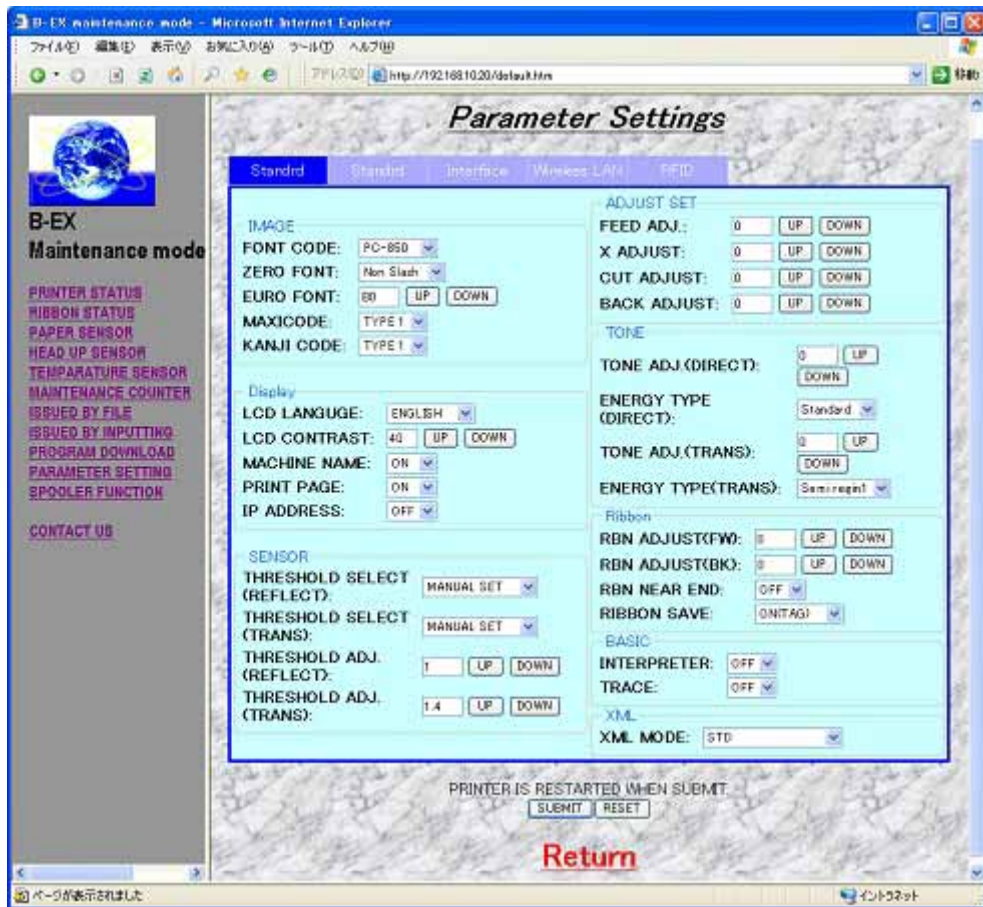 B-EX maintenance mode - Microsoft Internet Explorer
ファイル(F) 編集(E) 表示(V) お気に入り(A) ツール(T) ヘルプ(H)
アドレス(D) http://192.168.10.20/default.htm 移動
B-EX
Maintenance mode
PRINTER STATUS
RIBBON STATUS
PAPER SENSOR
HEAD UP SENSOR
TEMPARATURE SENSOR
MAINTENANCE COUNTER
ISSUED BY FILE
ISSUED BY INPUTTING
PROGRAM DOWNLOAD
PARAMETER SETTING
SPOOLER FUNCTION
CONTACT US
Parameter Settings
Standrd Standrd Interface Wireless LAN RFID
IMAGE
FONT CODE: PC-850
ZERO FONT: Non Slash
EURO FONT: B0 UP DOWN
MAXICODE: TYPE1
KANJI CODE: TYPE1
Display
LCD LANGUGE: ENGLISH
LCD CONTRAST: 40 UP DOWN
MACHINE NAME: ON
PRINT PAGE: ON
IP ADDRESS: OFF
SENSOR
THRESHOLD SELECT
(REFLECT): MANUAL SET
THRESHOLD SELECT
(TRANS): MANUAL SET
THRESHOLD ADJ.
(REFLECT): 1 UP DOWN
THRESHOLD ADJ.
(TRANS): 1.4 UP DOWN
ADJUST SET
FEED ADJ.: 0 UP DOWN
X ADJUST: 0 UP DOWN
CUT ADJUST: 0 UP DOWN
BACK ADJUST: 0 UP DOWN
TONE
TONE ADJ.(DIRECT): 0 UP
DOWN
ENERGY TYPE
(DIRECT): Standard
TONE ADJ.(TRANS): 0 UP
DOWN
ENERGY TYPE(TRANS): Semiregin1
Ribbon
RBN ADJUST(FW): 0 UP DOWN
RBN ADJUST(BK): 0 UP DOWN
RBN NEAR END: OFF
RIBBON SAVE: ON(TAG)
BASIC
INTERPRETER: OFF
TRACE: OFF
XML
XML MODE: STD
PRINTER IS RESTARTED WHEN SUBMIT
SUBMIT RESET
Return
ページが表示されました イントラネット